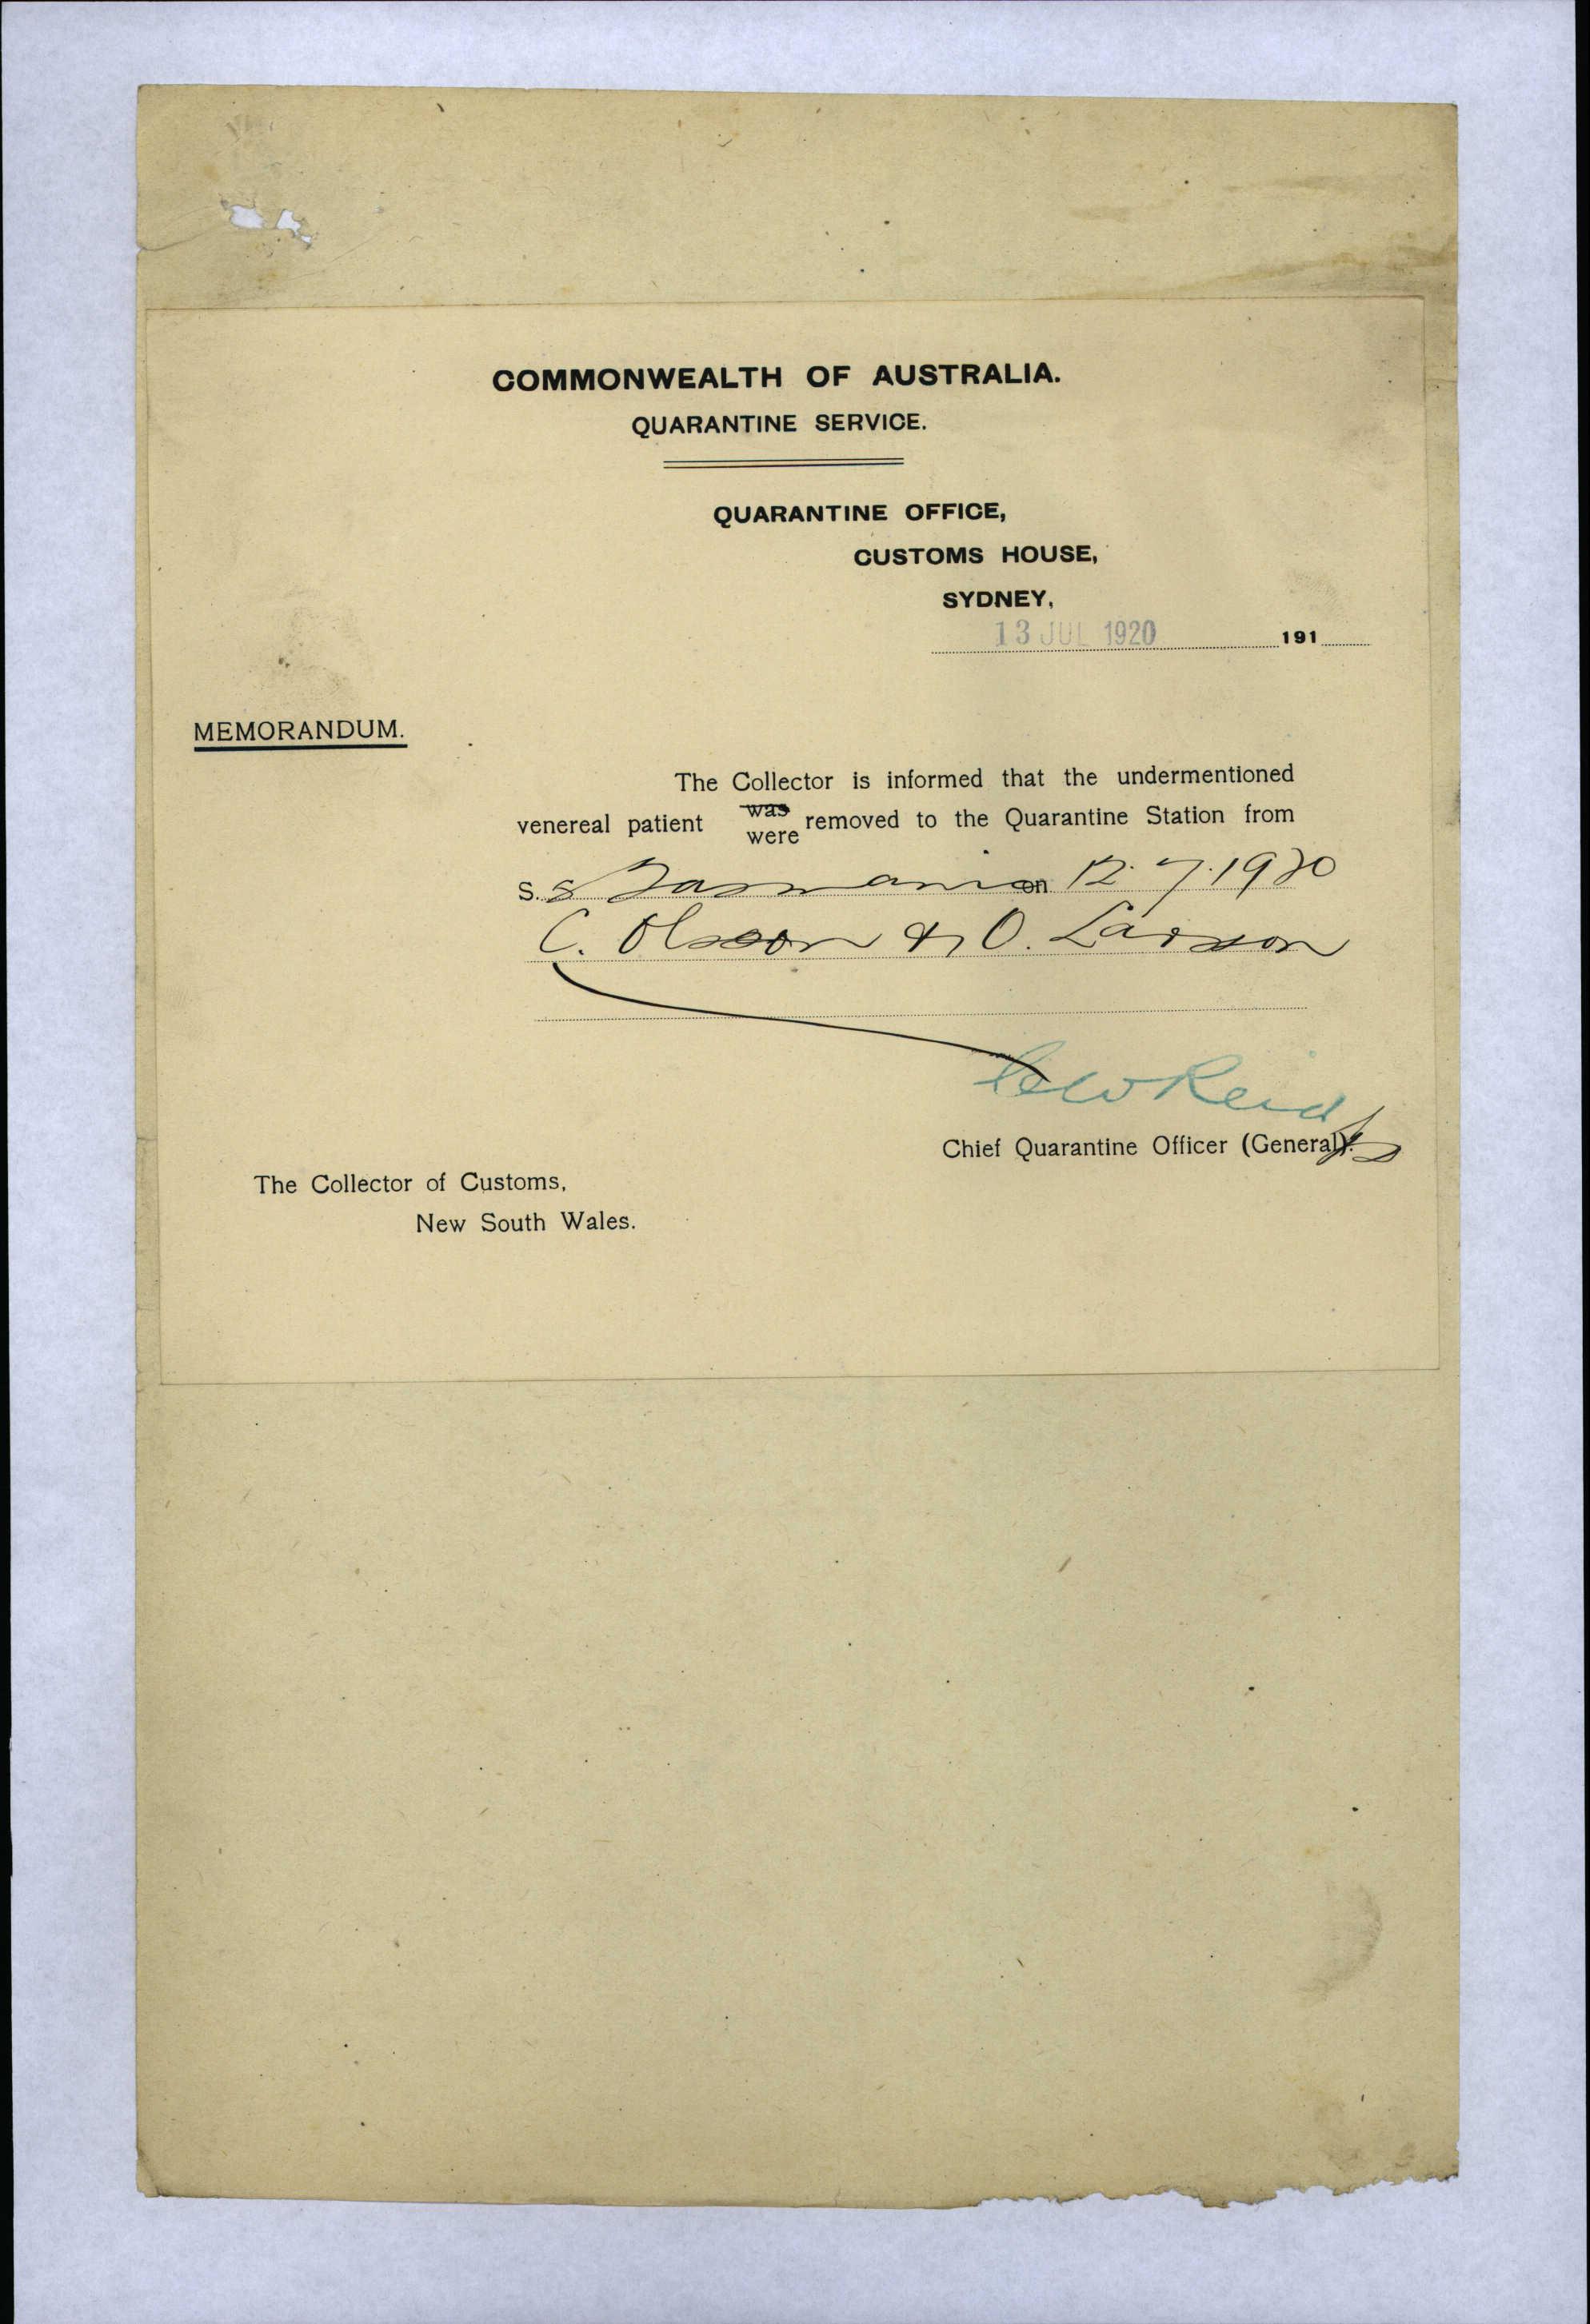 COMMONWEALTH OF AUSTRALIA.
QUARANTINE SERVICE.
QUARANTINE OFFICE,
CUSTOMS HOUSE,
SYDNEY,
13 JUL 1920 191
MEMORANDUM.
The Collector is informed that the undermentioned
venereal patient was were removed to the Quarantine Station from
S. S Tasmania on 12.7.1920
C. Olsson & O. Larsson
Reid
Chief Quarantine Officer (General).
The Collector of Customs,
New South Wales.